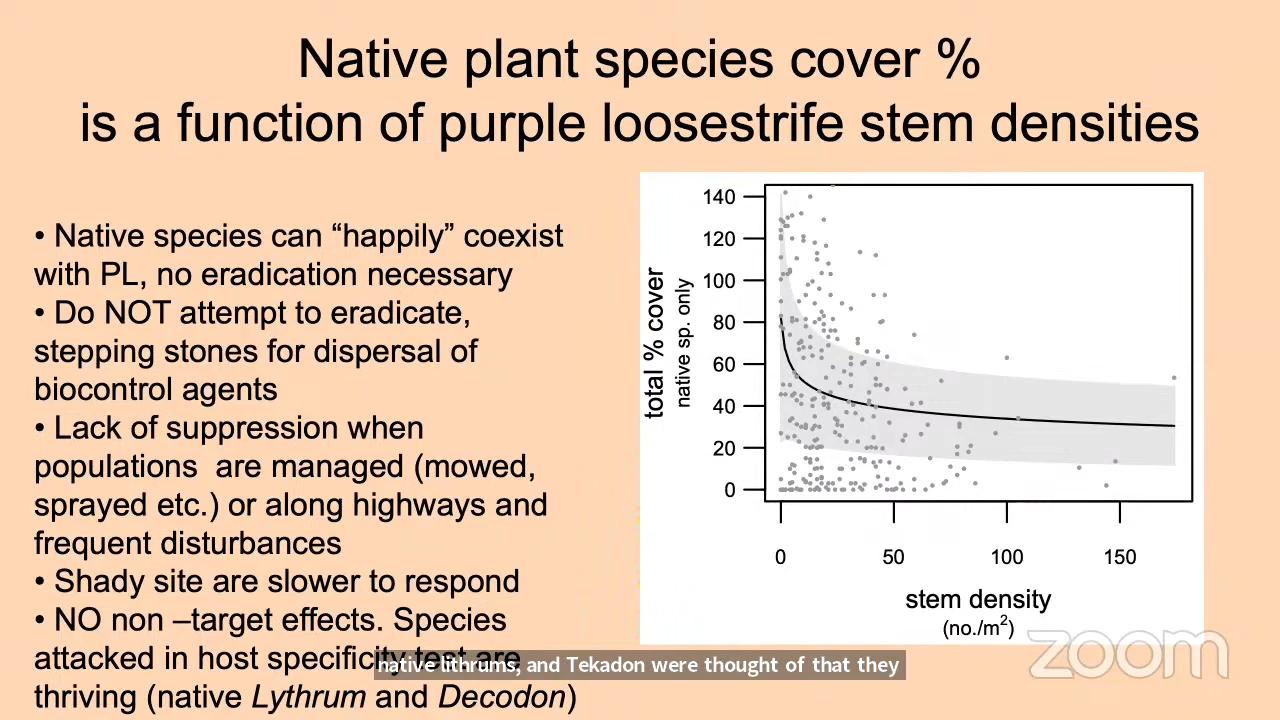 Native plant species cover %
is a function of purple loosestrife stem densities
• Native species can “happily” coexist
with PL, no eradication necessary
• Do NOT attempt to eradicate,
stepping stones for dispersal of
biocontrol agents
• Lack of suppression when
populations  are managed (mowed,
sprayed etc.) or along highways and
frequent disturbances
• Shady site are slower to respond
• NO non –target effects. Species
attacked in host specificity test are
thriving (native Lythrum and Decodon)
total % cover
native sp. only
140
120
100
80
60
40
20
0
0 50 100 150
stem density
(no./m²)
native lithrums, and Tekadon were thought of that they
zoom